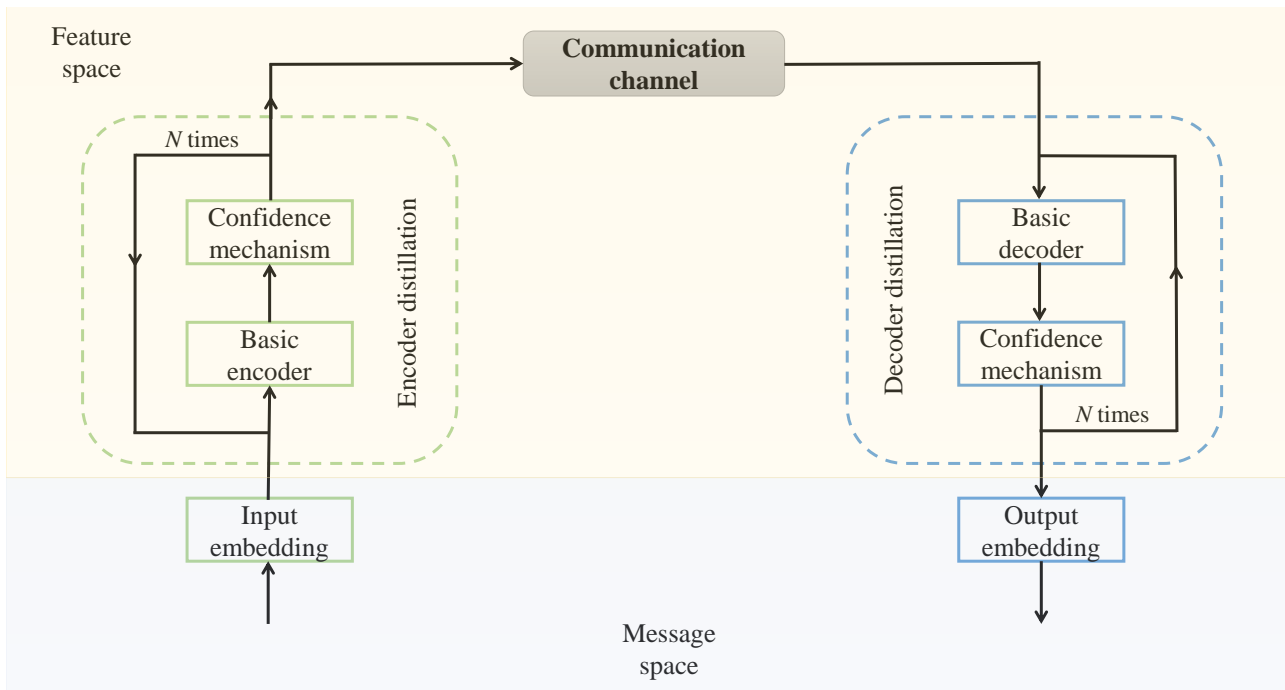 Feature
space
Communication
channel
N times
Confidence
mechanism
Basic
encoder
Encoder distillation
Input
embedding
Decoder distillation
Basic
decoder
Confidence
mechanism
N times
Output
embedding
Message
space